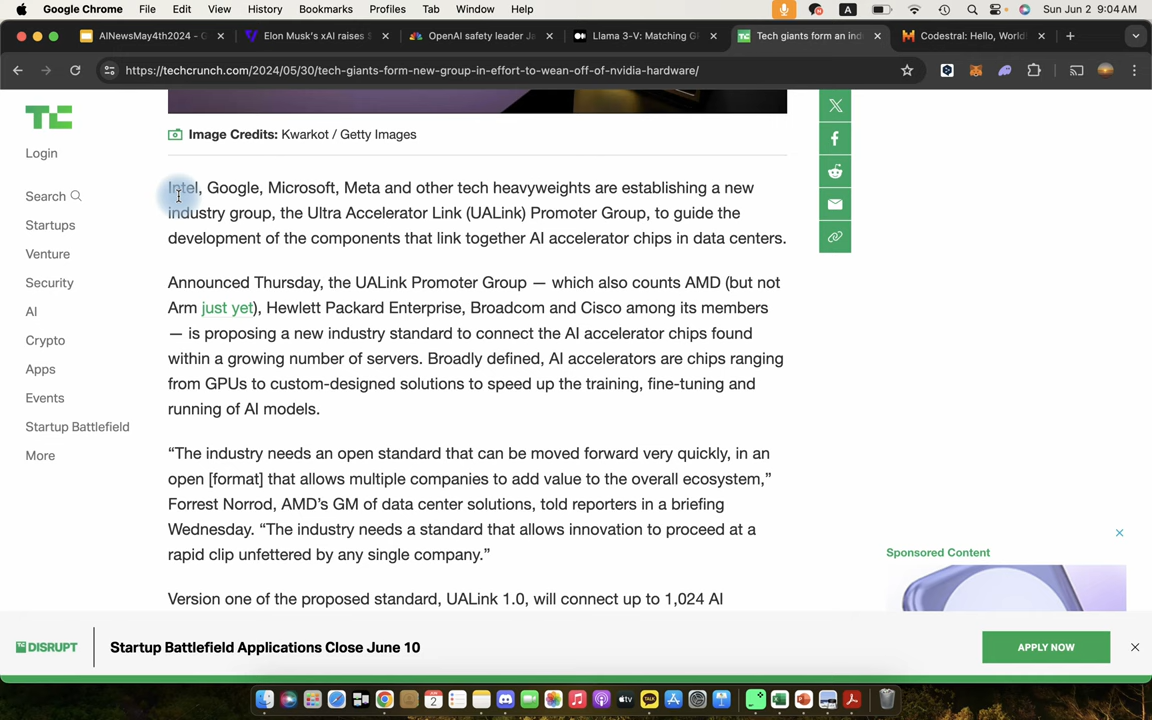 Google Chrome File Edit View History Bookmarks Profiles Tab Window Help A Sun Jun 2 9:04 AM
AINewsMay4th2024 - G Elon Musk's xAI raises $ OpenAI safety leader Ja Llama 3-V: Matching GP Tech giants form an ind Codestral: Hello, World!
https://techcrunch.com/2024/05/30/tech-giants-form-new-group-in-effort-to-wean-off-of-nvidia-hardware/
TC
Login
Search
Startups
Venture
Security
AI
Crypto
Apps
Events
Startup Battlefield
More
Image Credits: Kwarkot / Getty Images
Intel, Google, Microsoft, Meta and other tech heavyweights are establishing a new
industry group, the Ultra Accelerator Link (UALink) Promoter Group, to guide the
development of the components that link together AI accelerator chips in data centers.
Announced Thursday, the UALink Promoter Group — which also counts AMD (but not
Arm just yet), Hewlett Packard Enterprise, Broadcom and Cisco among its members
— is proposing a new industry standard to connect the AI accelerator chips found
within a growing number of servers. Broadly defined, AI accelerators are chips ranging
from GPUs to custom-designed solutions to speed up the training, fine-tuning and
running of AI models.
“The industry needs an open standard that can be moved forward very quickly, in an
open [format] that allows multiple companies to add value to the overall ecosystem,”
Forrest Norrod, AMD’s GM of data center solutions, told reporters in a briefing
Wednesday. “The industry needs a standard that allows innovation to proceed at a
rapid clip unfettered by any single company.”
Version one of the proposed standard, UALink 1.0, will connect up to 1,024 AI
Sponsored Content
TC DISRUPT Startup Battlefield Applications Close June 10 APPLY NOW